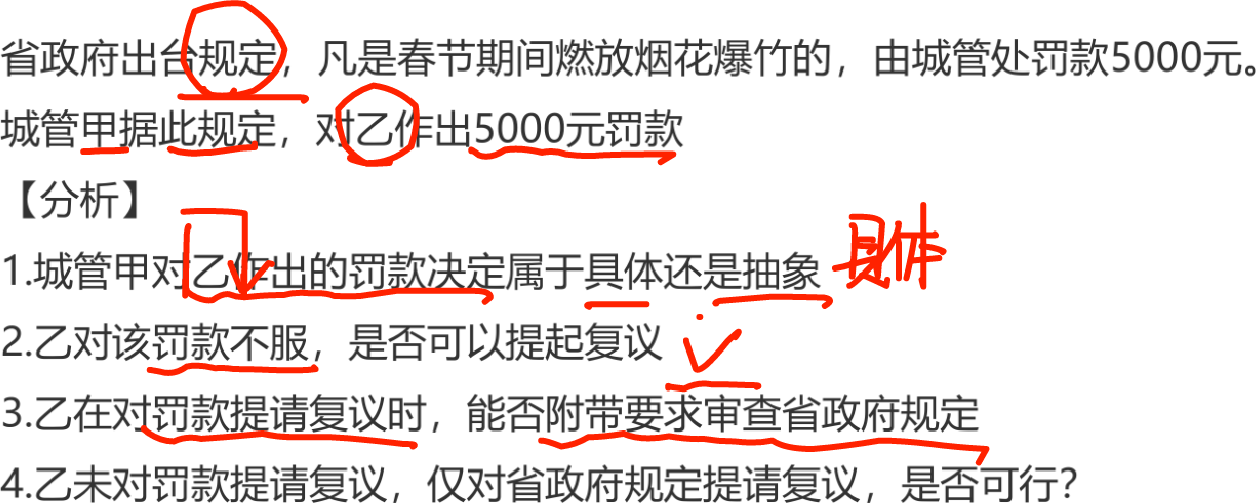 省政府出台规定，凡是春节期间燃放烟花爆竹的，由城管处罚款5000元。
城管甲据此规定，对乙作出5000元罚款
【分析】
1.城管甲对乙作出的罚款决定属于具体还是抽象 具体
2.乙对该罚款不服，是否可以提起复议
3.乙在对罚款提请复议时，能否附带要求审查省政府规定
4.乙未对罚款提请复议，仅对省政府规定提请复议，是否可行？